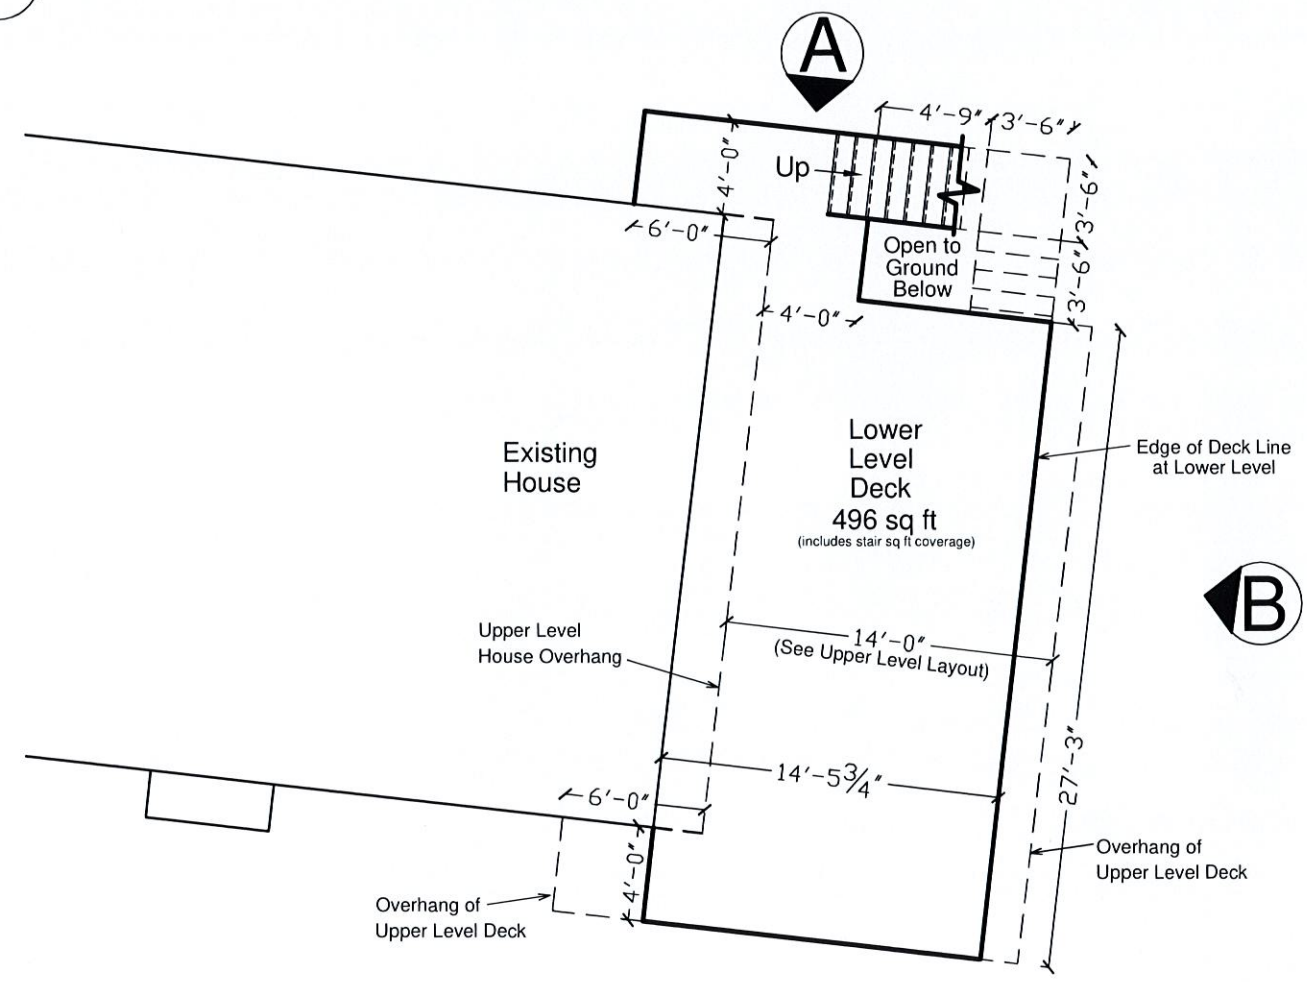 A
4'-9"
3'-6"
4'-0"
Up
3'-6"
6'-0"
Open to
Ground
Below
3'-6"
4'-0"
Existing
House
Lower
Level
Deck
496 sq ft
(includes stair sq ft coverage)
Edge of Deck Line
at Lower Level
B
Upper Level
House Overhang
14'-0"
(See Upper Level Layout)
14'-5 3/4"
27'-3"
6'-0"
4'-0"
Overhang of
Upper Level Deck
Overhang of
Upper Level Deck